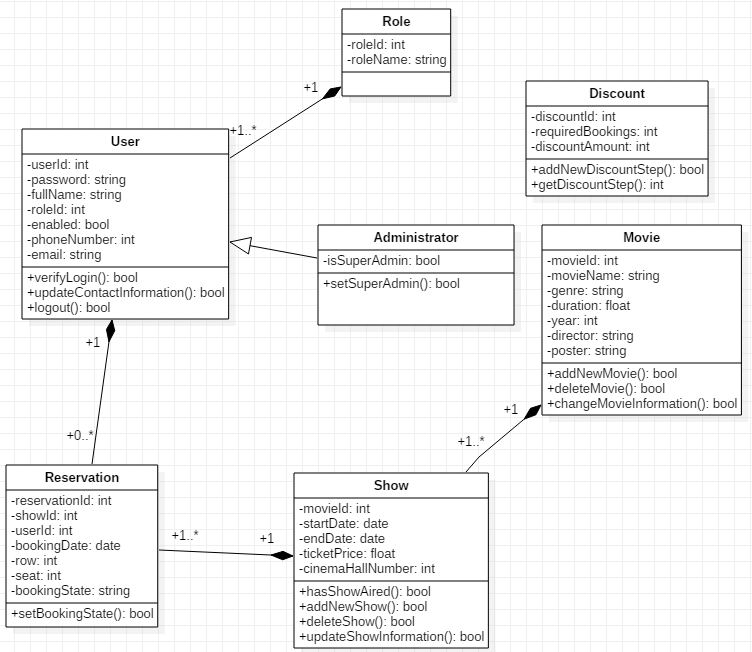 Role
-roleId: int
-roleName: string
+1
+1..*
Discount
-discountId: int
-requiredBookings: int
-discountAmount: int
+addNewDiscountStep(): bool
+getDiscountStep(): int
User
-userId: int
-password: string
-fullName: string
-roleId: int
-enabled: bool
-phoneNumber: int
-email: string
+verifyLogin(): bool
+updateContactInformation(): bool
+logout(): bool
Administrator
-isSuperAdmin: bool
+setSuperAdmin(): bool
Movie
-movieId: int
-movieName: string
-genre: string
-duration: float
-year: int
-director: string
-poster: string
+addNewMovie(): bool
+deleteMovie(): bool
+changeMovieInformation(): bool
+1
+0..*
+1
+1..*
Reservation
-reservationId: int
-showId: int
-userId: int
-bookingDate: date
-row: int
-seat: int
-bookingState: string
+setBookingState(): bool
+1..*
+1
Show
-movieId: int
-startDate: date
-endDate: date
-ticketPrice: float
-cinemaHallNumber: int
+hasShowAired(): bool
+addNewShow(): bool
+deleteShow(): bool
+updateShowInformation(): bool